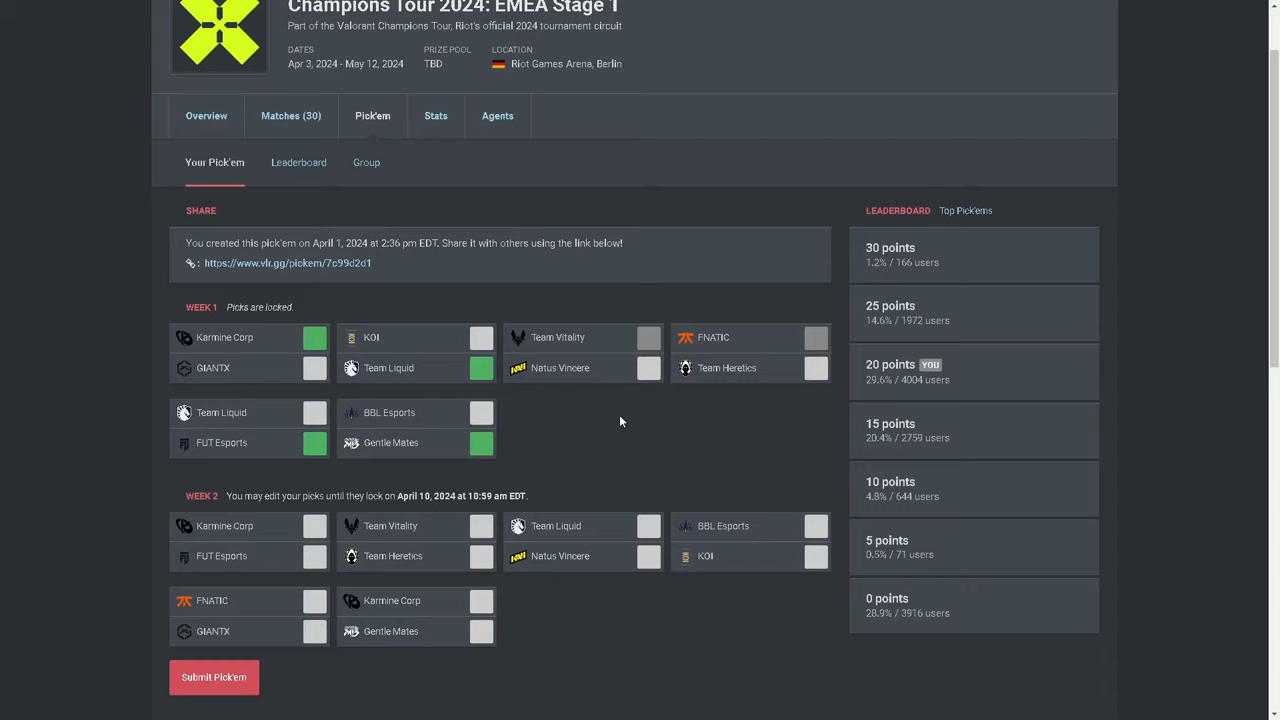 Champions Tour 2024: EMEA Stage 1
Part of the Valorant Champions Tour, Riot's official 2024 tournament circuit
DATES
Apr 3, 2024 - May 12, 2024
PRIZE POOL
TBD
LOCATION
Riot Games Arena, Berlin
Overview
Matches (30)
Pick'em
Stats
Agents
Your Pick'em
Leaderboard
Group
SHARE
You created this pick'em on April 1, 2024 at 2:36 pm EDT. Share it with others using the link below!
: https://www.vlr.gg/pickem/7c99d2d1
WEEK 1 Picks are locked.
Karmine Corp
GIANTX
KOI
Team Liquid
Team Vitality
Natus Vincere
FNATIC
Team Heretics
Team Liquid
FUT Esports
BBL Esports
Gentle Mates
WEEK 2 You may edit your picks until they lock on April 10, 2024 at 10:59 am EDT.
Karmine Corp
FUT Esports
Team Vitality
Team Heretics
Team Liquid
Natus Vincere
BBL Esports
KOI
FNATIC
GIANTX
Karmine Corp
Gentle Mates
Submit Pick'em
LEADERBOARD Top Pick'ems
30 points
1.2% / 166 users
25 points
14.6% / 1972 users
20 points YOU
29.6% / 4004 users
15 points
20.4% / 2759 users
10 points
4.8% / 644 users
5 points
0.5% / 71 users
0 points
28.9% / 3916 users